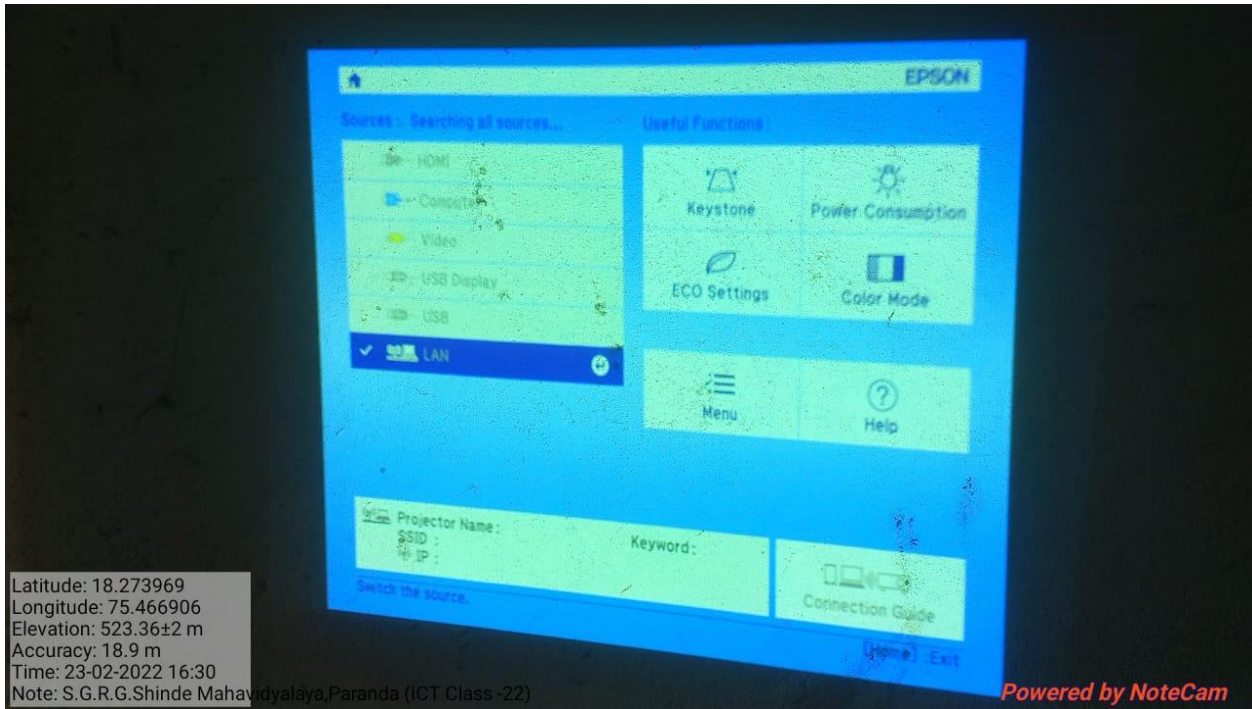 EPSON
Sources : Searching all sources...
HDMI
Computer
Video
USB Display
USB
LAN
Useful Functions :
Keystone
Power Consumption
ECO Settings
Color Mode
Menu
Help
Projector Name :
SSID :
IP :
Keyword :
Connection Guide
Switch the source.
[Home] :Exit
Latitude: 18.273969
Longitude: 75.466906
Elevation: 523.36±2 m
Accuracy: 18.9 m
Time: 23-02-2022 16:30
Note: S.G.R.G.Shinde Mahavidyalaya,Paranda (ICT Class -22)
Powered by NoteCam